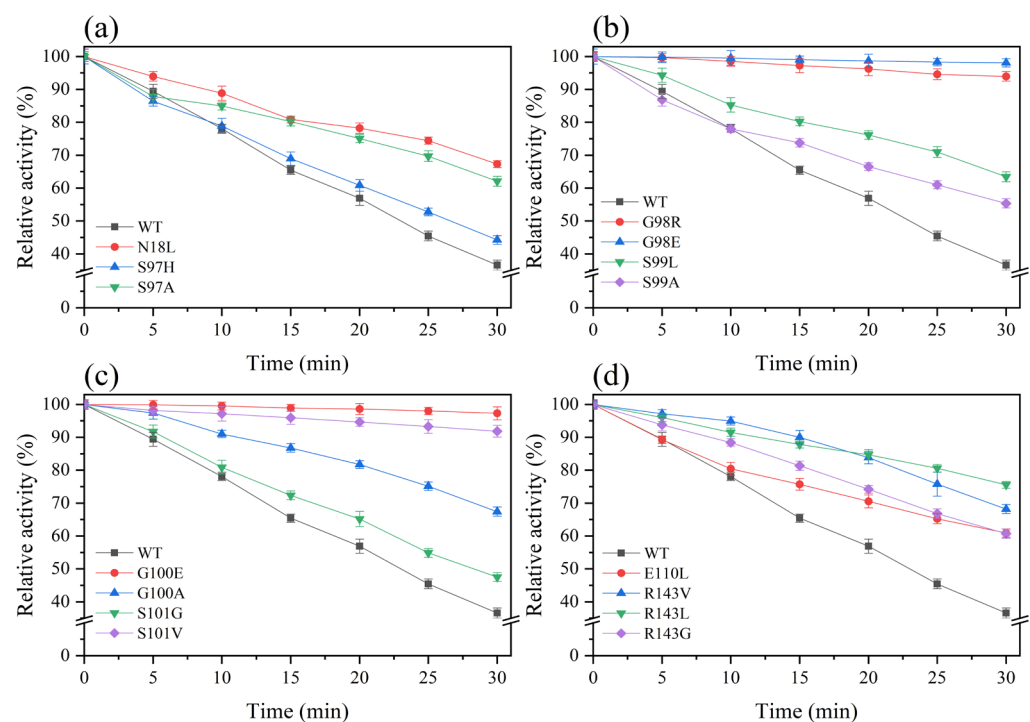 (a)
Relative activity (%)
100
90
80
70
60
50
40
0
WT
N18L
S97H
S97A
0 5 10 15 20 25 30
Time (min)
(b)
Relative activity (%)
100
90
80
70
60
50
40
0
WT
G98R
G98E
S99L
S99A
0 5 10 15 20 25 30
Time (min)
(c)
Relative activity (%)
100
90
80
70
60
50
40
0
WT
G100E
G100A
S101G
S101V
0 5 10 15 20 25 30
Time (min)
(d)
Relative activity (%)
100
90
80
70
60
50
40
0
WT
E110L
R143V
R143L
R143G
0 5 10 15 20 25 30
Time (min)